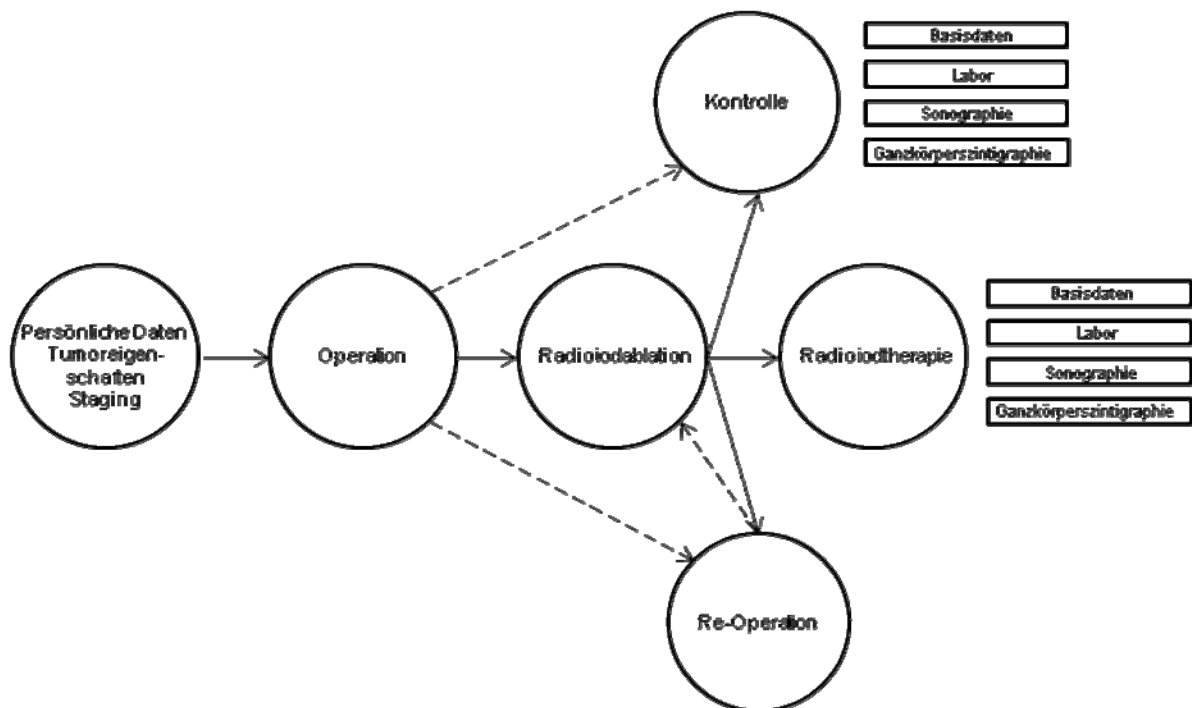 Basisdaten
Labor
Kontrolle
Sonographie
Ganzkörperszintigraphie
Persönliche Daten
Tumoreigen-
schaften
Staging
Operation
Radioiodablation
Radioiodtherapie
Basisdaten
Labor
Sonographie
Ganzkörperszintigraphie
Re-Operation